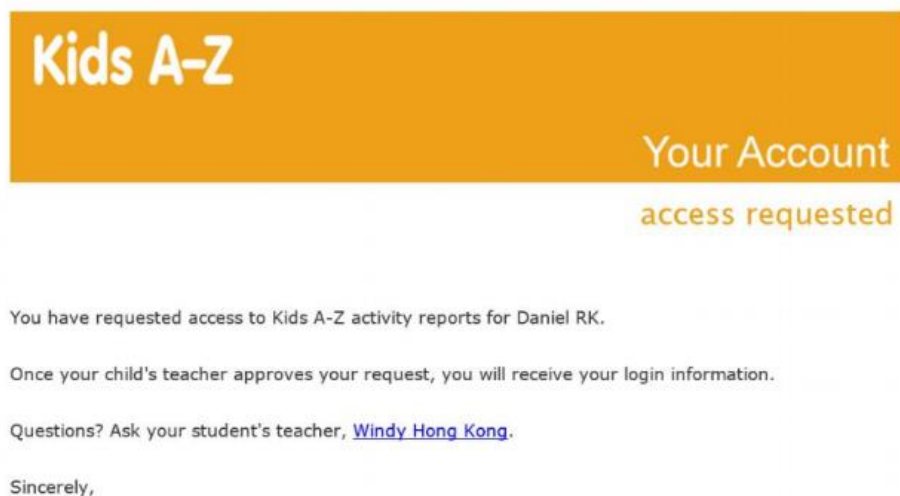 Kids A-Z
Your Account
access requested
You have requested access to Kids A-Z activity reports for Daniel RK.
Once your child's teacher approves your request, you will receive your login information.
Questions? Ask your student's teacher, Windy Hong Kong.
Sincerely,